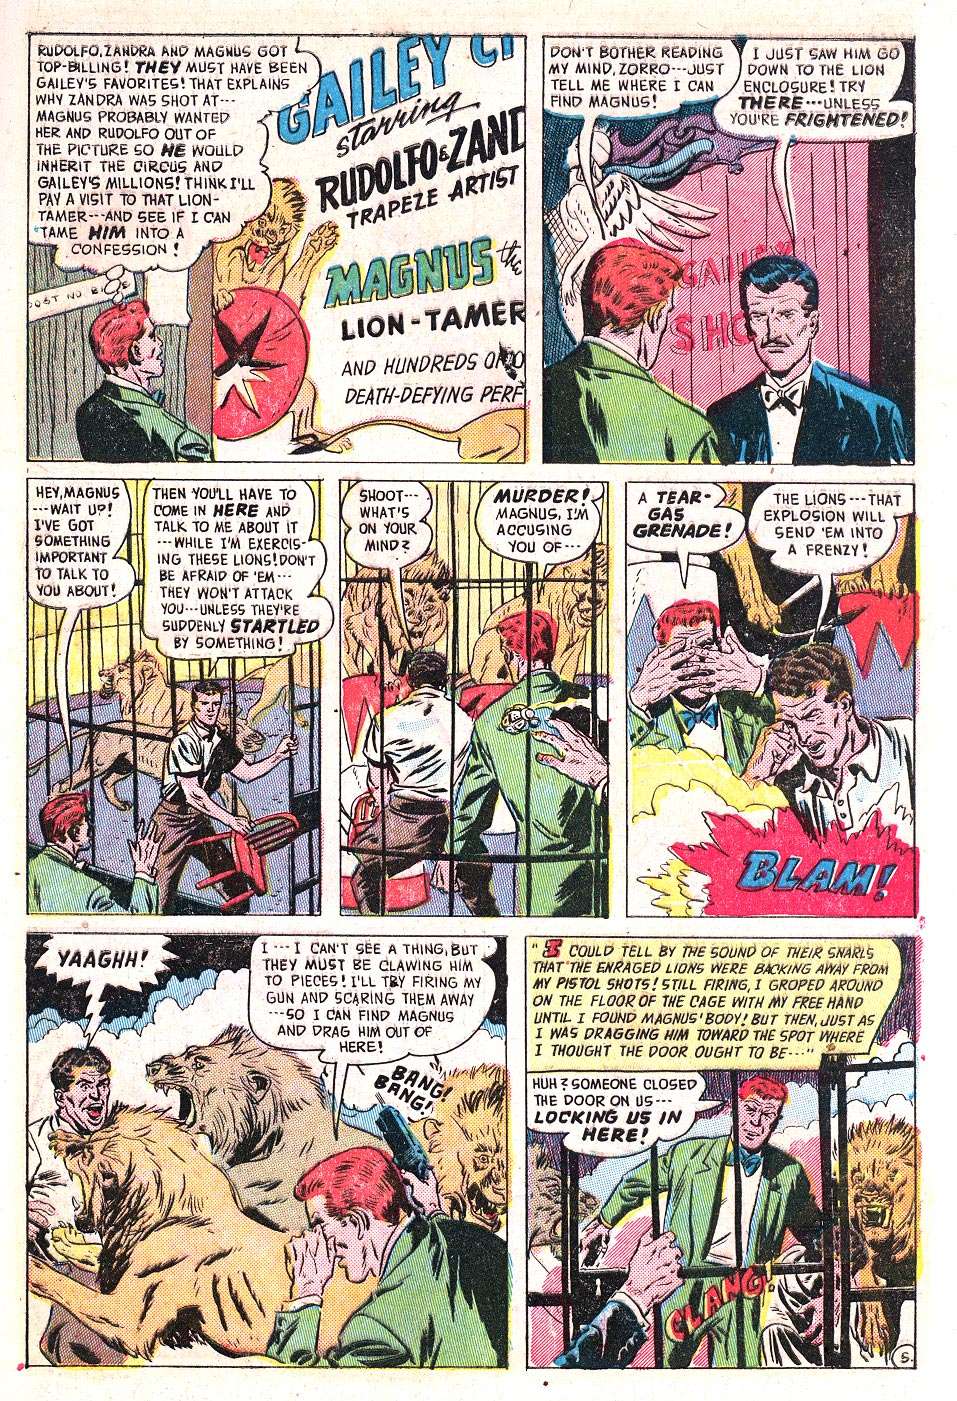 RUDOLFO, ZANDRA AND MAGNUS GOT
TOP-BILLING! THEY MUST HAVE BEEN
GAILEY'S FAVORITES! THAT EXPLAINS
WHY ZANDRA WAS SHOT AT---
MAGNUS PROBABLY WANTED
HER AND RUDOLFO OUT OF
THE PICTURE SO HE WOULD
INHERIT THE CIRCUS AND
GAILEY'S MILLIONS! THINK I'LL
PAY A VISIT TO THAT LION-
TAMER---AND SEE IF I CAN
TAME HIM INTO A
CONFESSION!
POST NO
GAILEY CI
starring
RUDOLFO & ZAND
TRAPEZE ARTIST
MAGNUS the
LION-TAMER
AND HUNDREDS O
DEATH-DEFYING PERF
DON'T BOTHER READING
MY MIND, ZORRO---JUST
TELL ME WHERE I CAN
FIND MAGNUS!
I JUST SAW HIM GO
DOWN TO THE LION
ENCLOSURE! TRY
THERE---UNLESS
YOU'RE FRIGHTENED!
GAILEY
SHO
HEY, MAGNUS
---WAIT UP!
I'VE GOT
SOMETHING
IMPORTANT
TO TALK TO
YOU ABOUT!
THEN YOU'LL HAVE TO
COME IN HERE AND
TALK TO ME ABOUT IT
---WHILE I'M EXERCIS-
ING THESE LIONS! DON'T
BE AFRAID OF 'EM---
THEY WON'T ATTACK
YOU---UNLESS THEY'RE
SUDDENLY STARTLED
BY SOMETHING!
SHOOT---
WHAT'S
ON YOUR
MIND?
MURDER!
MAGNUS, I'M
ACCUSING
YOU OF---
A TEAR-
GAS
GRENADE!
THE LIONS---THAT
EXPLOSION WILL
SEND 'EM INTO
A FRENZY!
BLAM!
YAAGHH!
I---I CAN'T SEE A THING, BUT
THEY MUST BE CLAWING HIM
TO PIECES! I'LL TRY FIRING MY
GUN AND SCARING THEM AWAY
---SO I CAN FIND MAGNUS
AND DRAG HIM OUT OF
HERE!
BANG!
BANG!
"I COULD TELL BY THE SOUND OF THEIR SNARLS
THAT THE ENRAGED LIONS WERE BACKING AWAY FROM
MY PISTOL SHOTS! STILL FIRING, I GROPED AROUND
ON THE FLOOR OF THE CAGE WITH MY FREE HAND
UNTIL I FOUND MAGNUS' BODY! BUT THEN, JUST AS
I WAS DRAGGING HIM TOWARD THE SPOT WHERE
I THOUGHT THE DOOR OUGHT TO BE---"
HUH? SOMEONE CLOSED
THE DOOR ON US---
LOCKING US IN
HERE!
CLANG!
5